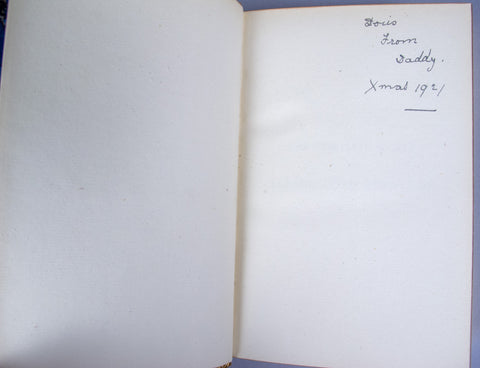 Doris
From
Daddy.
Xmas 1921